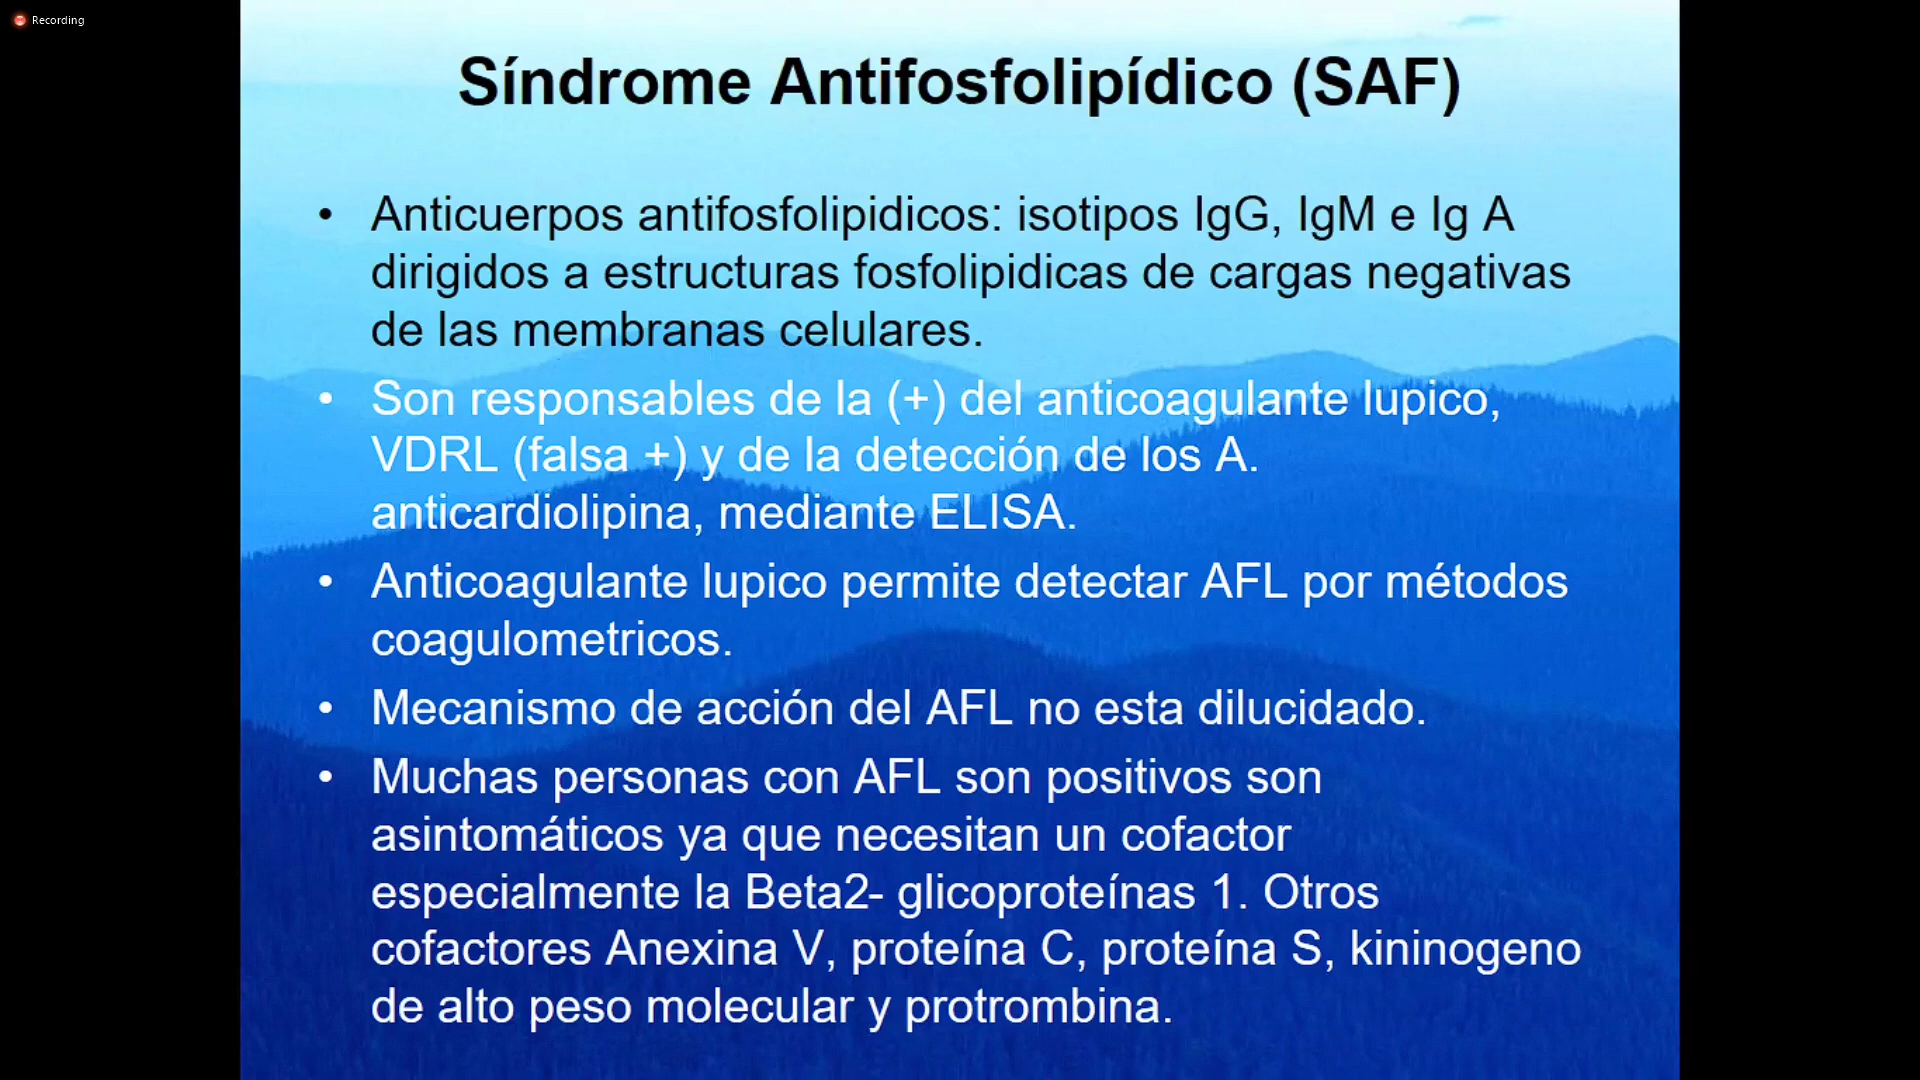 Recording
Síndrome Antifosfolipídico (SAF)
• Anticuerpos antifosfolipidicos: isotipos IgG, IgM e Ig A
dirigidos a estructuras fosfolipidicas de cargas negativas
de las membranas celulares.
• Son responsables de la (+) del anticoagulante lupico,
VDRL (falsa +) y de la detección de los A.
anticardiolipina, mediante ELISA.
• Anticoagulante lupico permite detectar AFL por métodos
coagulometricos.
• Mecanismo de acción del AFL no esta dilucidado.
• Muchas personas con AFL son positivos son
asintomáticos ya que necesitan un cofactor
especialmente la Beta2- glicoproteínas 1. Otros
cofactores Anexina V, proteína C, proteína S, kininogeno
de alto peso molecular y protrombina.